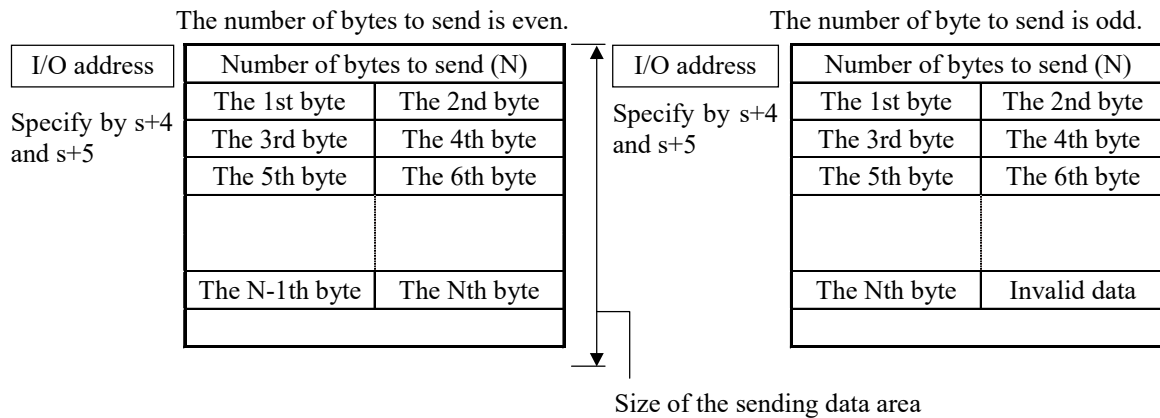 The number of bytes to send is even.
I/O address
Number of bytes to send (N)
The 1st byte The 2nd byte
The 3rd byte The 4th byte
The 5th byte The 6th byte
The N-1th byte The Nth byte
Specify by s+4
and s+5
The number of byte to send is odd.
I/O address
Number of bytes to send (N)
The 1st byte The 2nd byte
The 3rd byte The 4th byte
The 5th byte The 6th byte
The Nth byte Invalid data
Specify by s+4
and s+5
Size of the sending data area